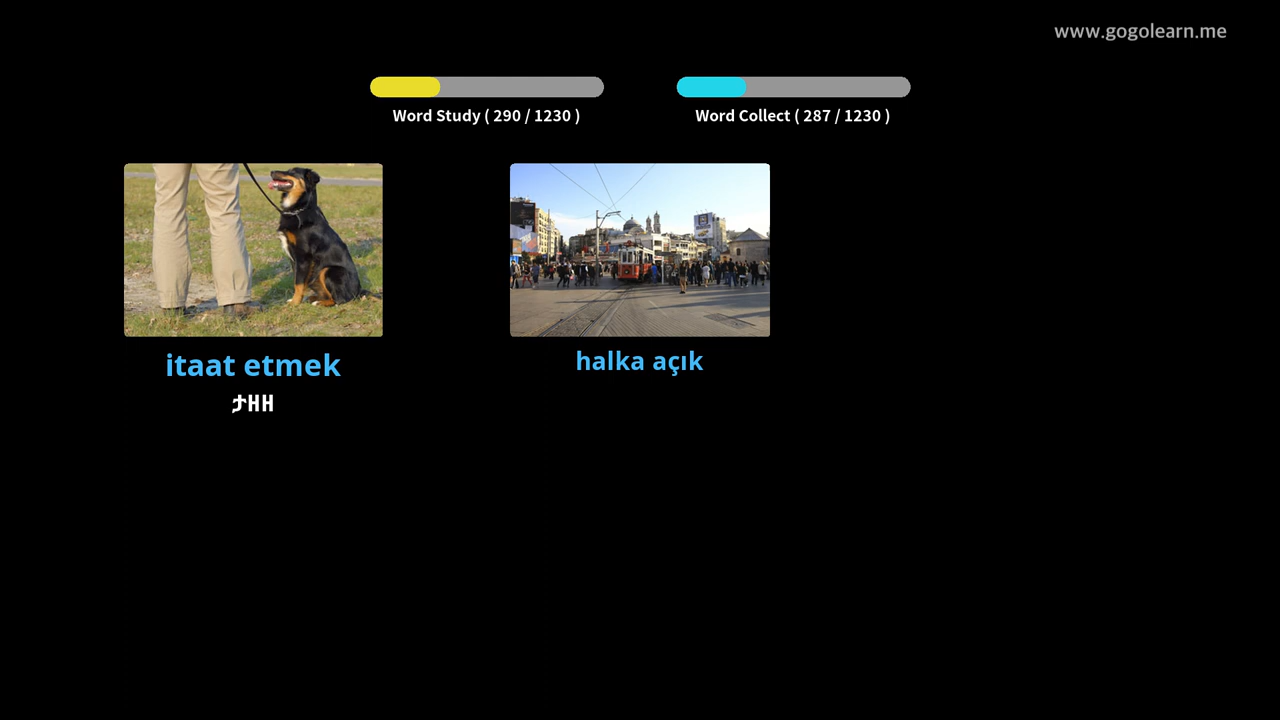 www.gogolearn.me
Word Study ( 290 / 1230 )
Word Collect ( 287 / 1230 )
itaat etmek
halka açık
ታዘዘ